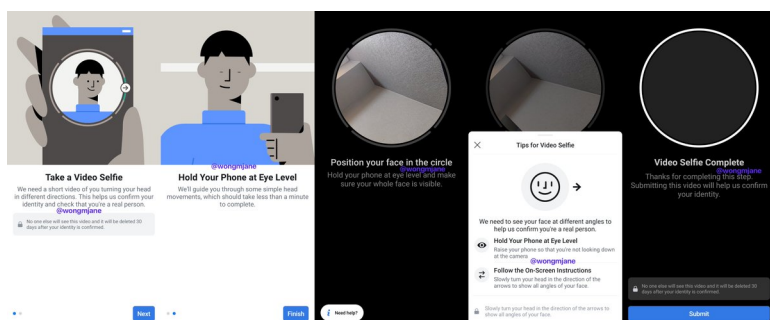 Take a Video Selfie
We need a short video of you turning your head
in different directions. This helps us confirm your
identity and check that you're a real person.
@wongmjane
No one else will see this video and it will be deleted 30
days after your identity is confirmed.
Next
@wongmjane
Hold Your Phone at Eye Level
We'll guide you through some simple head
movements, which should take less than a minute
to complete.
Finish
Position your face in the circle
@wongmjane
Hold your phone at eye level and make
sure your whole face is visible.
Need help?
Tips for Video Selfie
We need to see your face at different angles to
help us confirm you're a real person.
Hold Your Phone at Eye Level
Raise your phone so that you're not looking down
at the camera
@wongmjane
Follow the On-Screen Instructions
Slowly turn your head in the direction of the
arrows to show all angles of your face.
Slowly turn your head in the direction of the arrows to
show all angles of your face.
Video Selfie Complete
@wongmjane
Thanks for completing this step.
Submitting this video will help us confirm
your identity.
No one else will see this video and it will be deleted 30
days after your identity is confirmed.
Submit